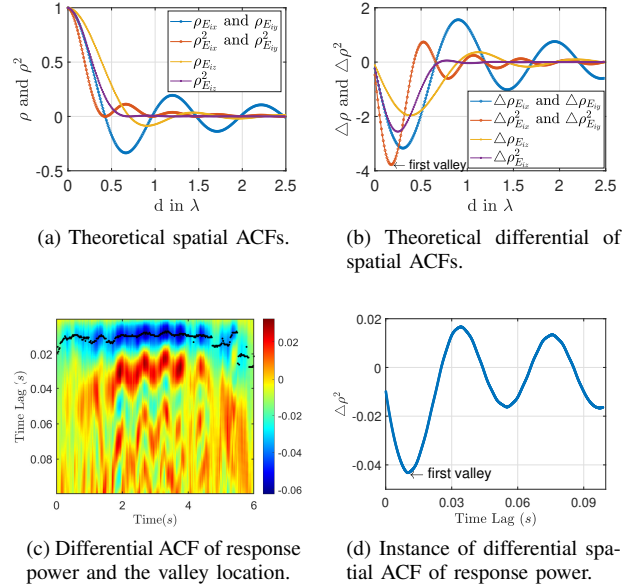 1
0.5
0
-0.5
ρ and ρ²
0 0.5 1 1.5 2 2.5
d in λ
ρ_{E_{ix}} and ρ_{E_{iy}}
ρ²_{E_{ix}} and ρ²_{E_{iy}}
ρ_{E_{iz}}
ρ²_{E_{iz}}
(a) Theoretical spatial ACFs.
2
0
-2
-4
△ρ and △ρ²
0 0.5 1 1.5 2 2.5
d in λ
△ρ_{E_{ix}} and △ρ_{E_{iy}}
△ρ²_{E_{ix}} and △ρ²_{E_{iy}}
△ρ_{E_{iz}}
△ρ²_{E_{iz}}
first valley
(b) Theoretical differential of
spatial ACFs.
0.02
0.04
0.06
0.08
Time Lag (s)
0 2 4 6
Time(s)
0.02
0
-0.02
-0.04
-0.06
(c) Differential ACF of response
power and the valley location.
0.02
0
-0.02
-0.04
△ρ²
0 0.03 0.06 0.09
Time Lag (s)
first valley
(d) Instance of differential spa-
tial ACF of response power.